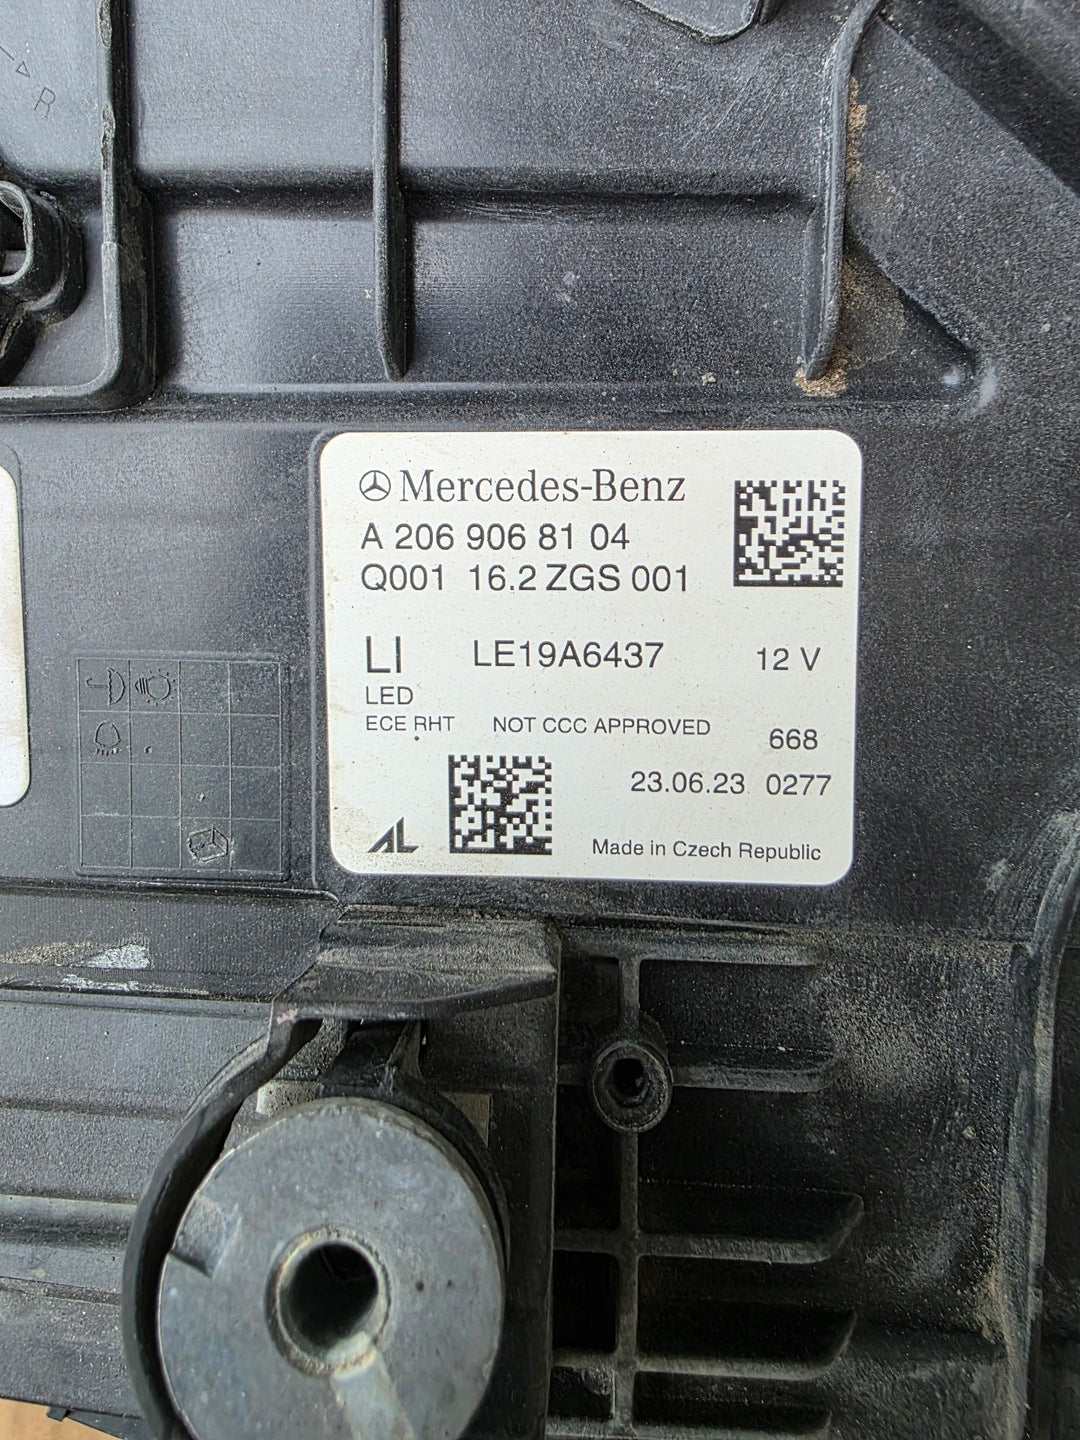 R
Mercedes-Benz
A 206 906 81 04
Q001 16.2 ZGS 001
LI LE19A6437 12 V
LED
ECE RHT NOT CCC APPROVED
668
23.06.23 0277
AL
Made in Czech Republic